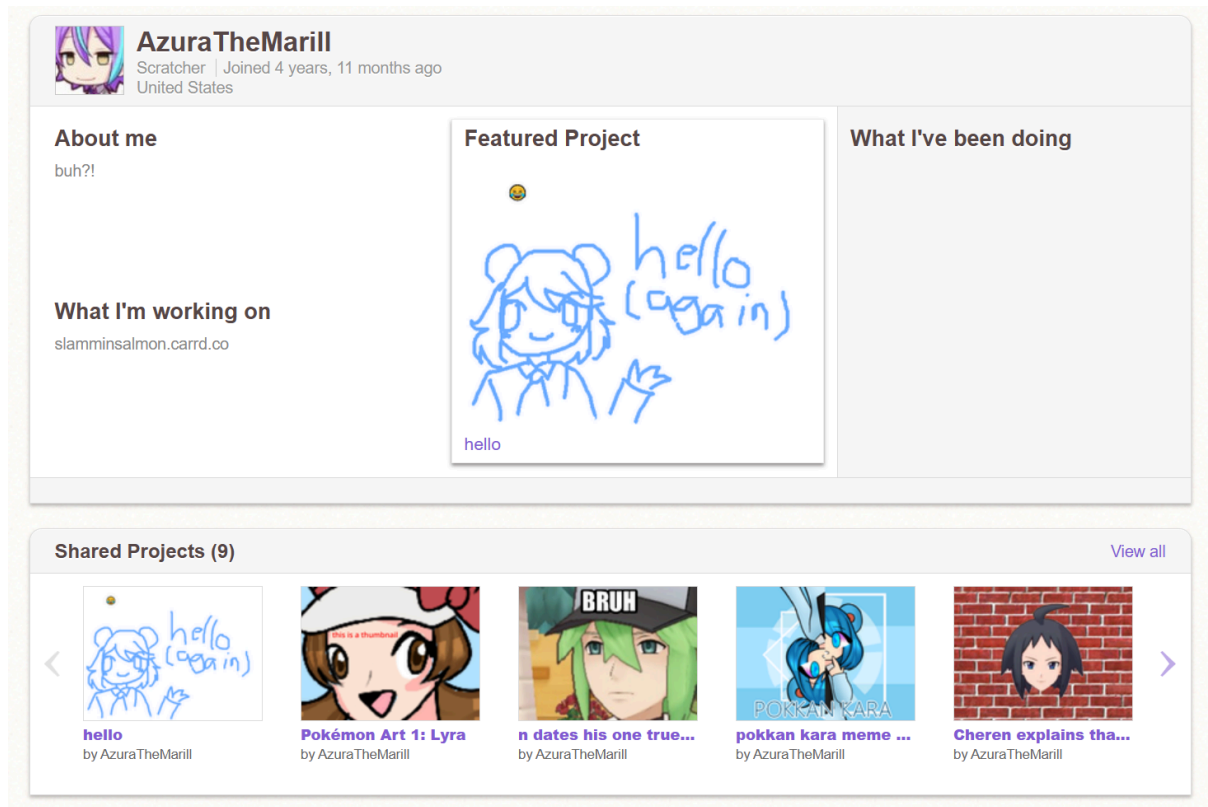 AzuraTheMarill
Scratcher Joined 4 years, 11 months ago
United States
About me
buh?!
What I'm working on
slamminsalmon.carrd.co
Featured Project
hello
(again)
hello
What I've been doing
Shared Projects (9)
View all
hello
(again)
hello
by AzuraTheMarill
this is a thumbnail
Pokémon Art 1: Lyra
by AzuraTheMarill
BRUH
n dates his one true...
by AzuraTheMarill
POKKAN KARA
pokkan kara meme ...
by AzuraTheMarill
Cheren explains tha...
by AzuraTheMarill